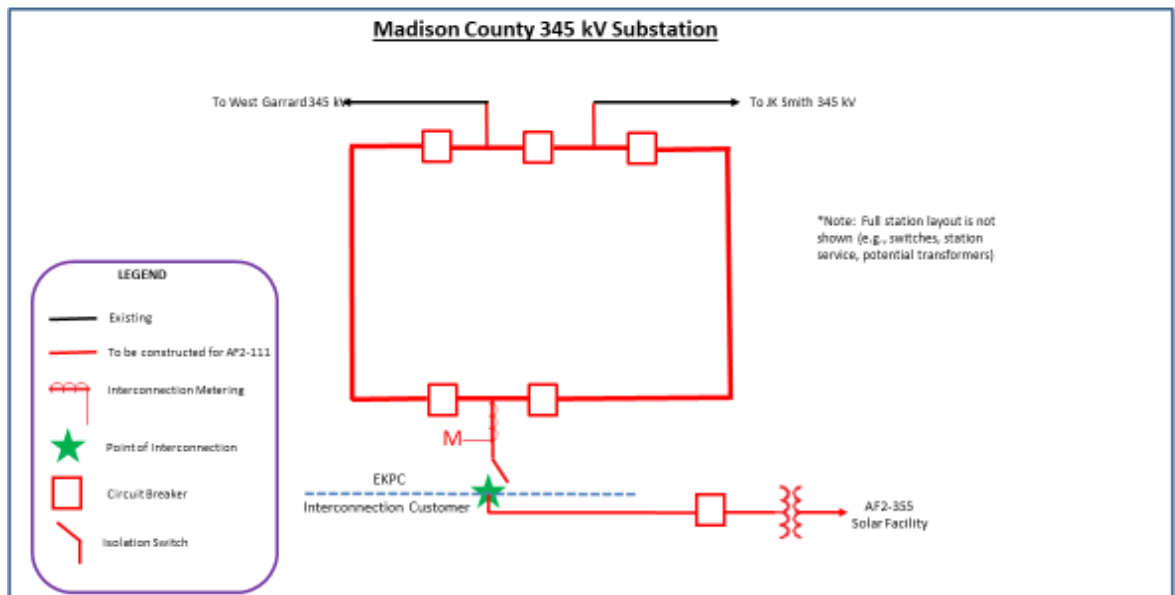 Madison County 345 kV Substation
To West Garrard 345 kV
To JK Smith 345 kV
*Note: Full station layout is not
shown (e.g., switches, station
service, potential transformers)
LEGEND
Existing
To be constructed for AF2-111
Interconnection Metering
Point of Interconnection
Circuit Breaker
Isolation Switch
M
EKPC
Interconnection Customer
AF2-355
Solar Facility